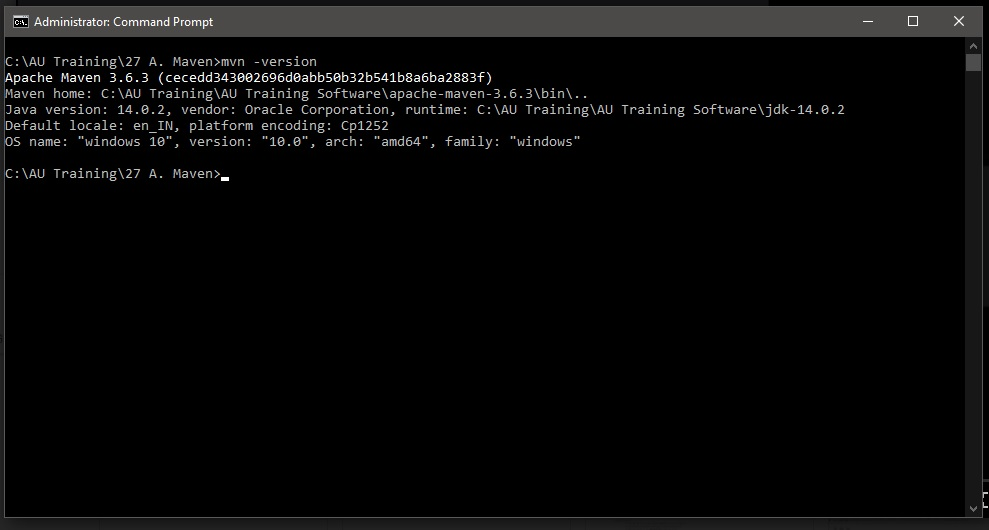 Administrator: Command Prompt
C:\AU Training\27 A. Maven>mvn -version
Apache Maven 3.6.3 (cecedd343002696d0abb50b32b541b8a6ba2883f)
Maven home: C:\AU Training\AU Training Software\apache-maven-3.6.3\bin\..
Java version: 14.0.2, vendor: Oracle Corporation, runtime: C:\AU Training\AU Training Software\jdk-14.0.2
Default locale: en_IN, platform encoding: Cp1252
OS name: "windows 10", version: "10.0", arch: "amd64", family: "windows"
C:\AU Training\27 A. Maven>